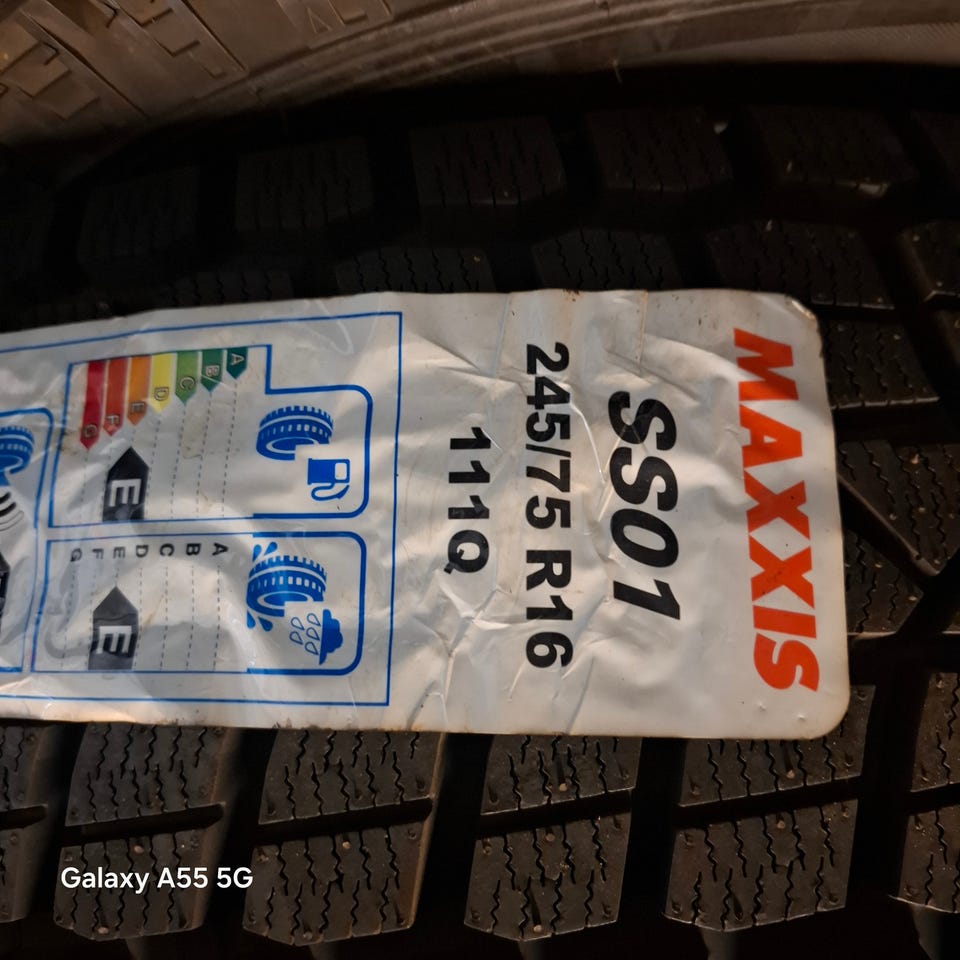 MAXXIS
SS01
245/75 R16
111Q
A
B
C
D
E
F
G
E
A
B
C
D
E
F
G
E
Galaxy A55 5G